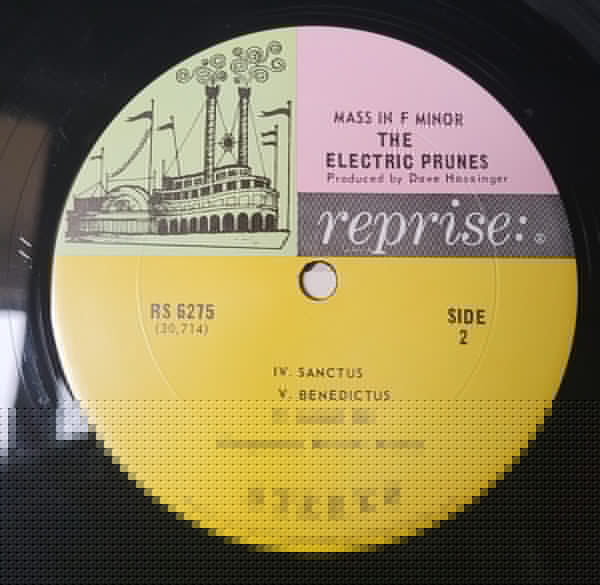 MASS IN F MINOR
THE
ELECTRIC PRUNES
Produced by Dave Hassinger
reprise:®
RS 6275
(30,714)
SIDE
2
IV. SANCTUS
V. BENEDICTUS